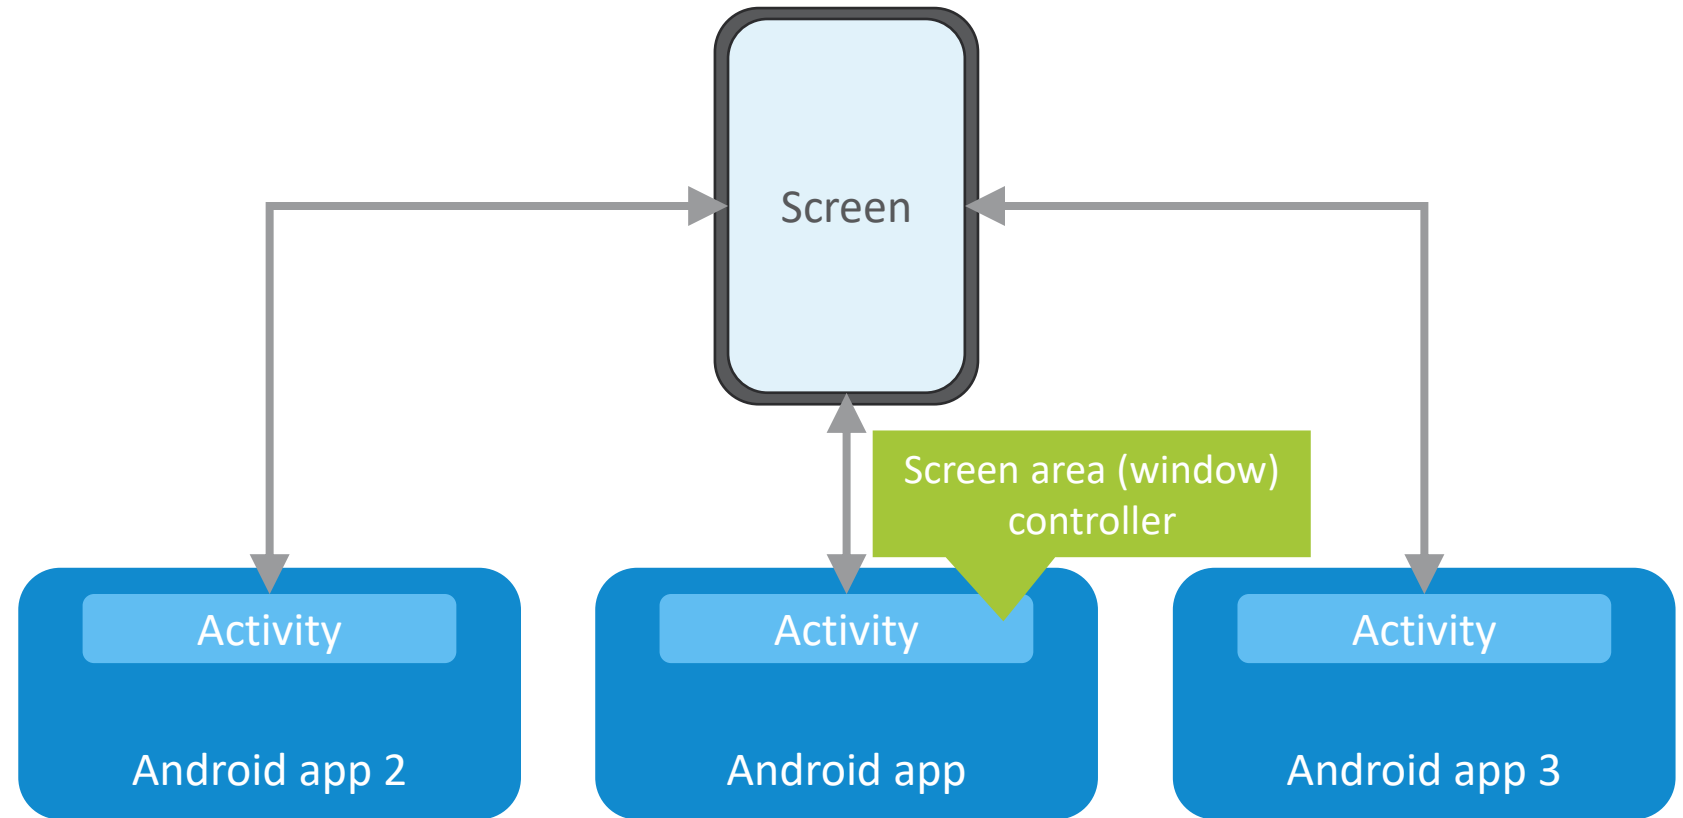 Screen
Screen area (window)
controller
Activity
Activity
Activity
Android app 2
Android app
Android app 3